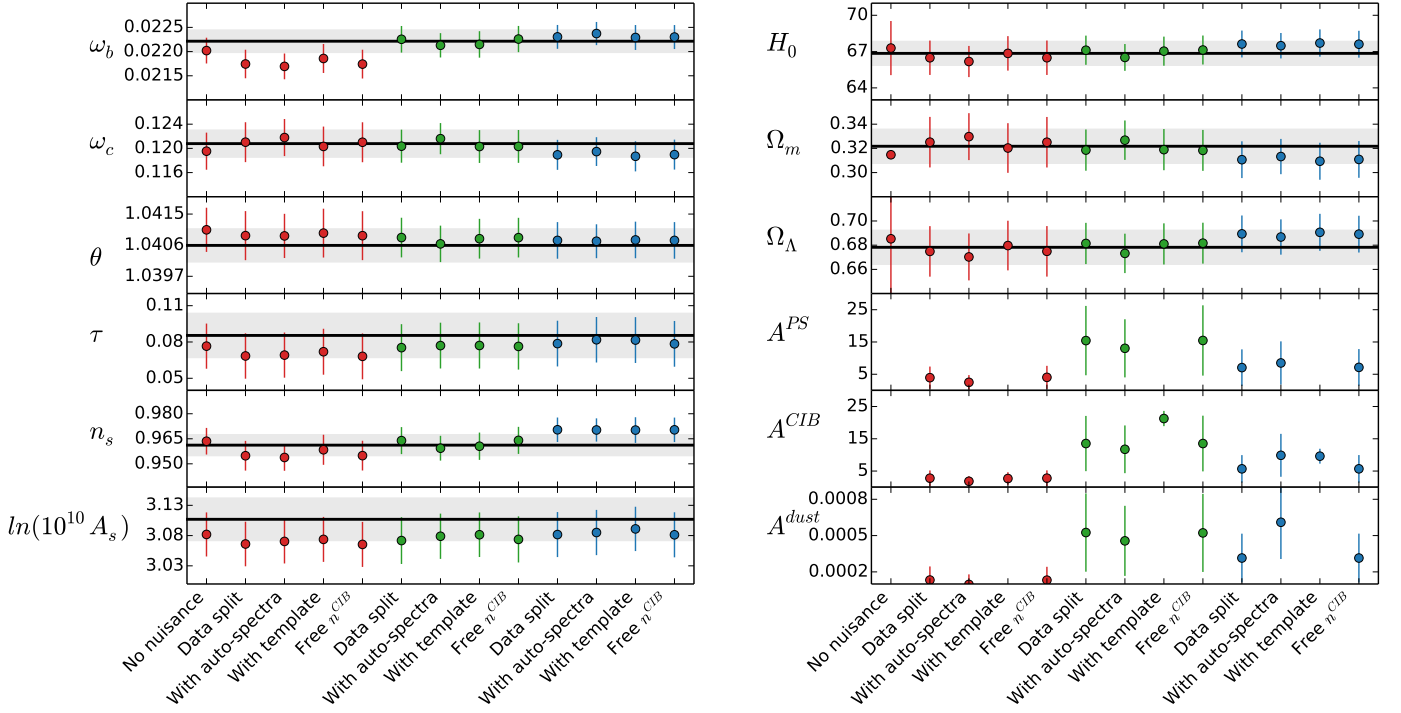 ω_b
0.0225
0.0220
0.0215
ω_c
0.124
0.120
0.116
θ
1.0415
1.0406
1.0397
τ
0.11
0.08
0.05
n_s
0.980
0.965
0.950
ln(10^{10} A_s)
3.13
3.08
3.03
No nuisance
Data split
With auto-spectra
With template
Free n^{CIB}
Data split
With auto-spectra
With template
Free n^{CIB}
Data split
With auto-spectra
With template
Free n^{CIB}
H_0
70
67
64
Ω_m
0.34
0.32
0.30
Ω_Λ
0.70
0.68
0.66
A^{PS}
25
15
5
A^{CIB}
25
15
5
A^{dust}
0.0008
0.0005
0.0002
No nuisance
Data split
With auto-spectra
With template
Free n^{CIB}
Data split
With auto-spectra
With template
Free n^{CIB}
Data split
With auto-spectra
With template
Free n^{CIB}